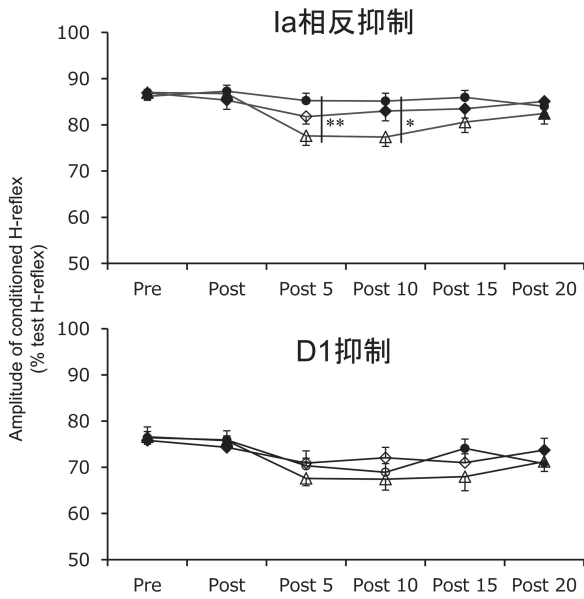 Ia相反抑制
Amplitude of conditioned H-reflex
(% test H-reflex)
100
90
80
70
60
50
**
*
Pre Post Post 5 Post 10 Post 15 Post 20
D1抑制
100
90
80
70
60
50
Pre Post Post 5 Post 10 Post 15 Post 20